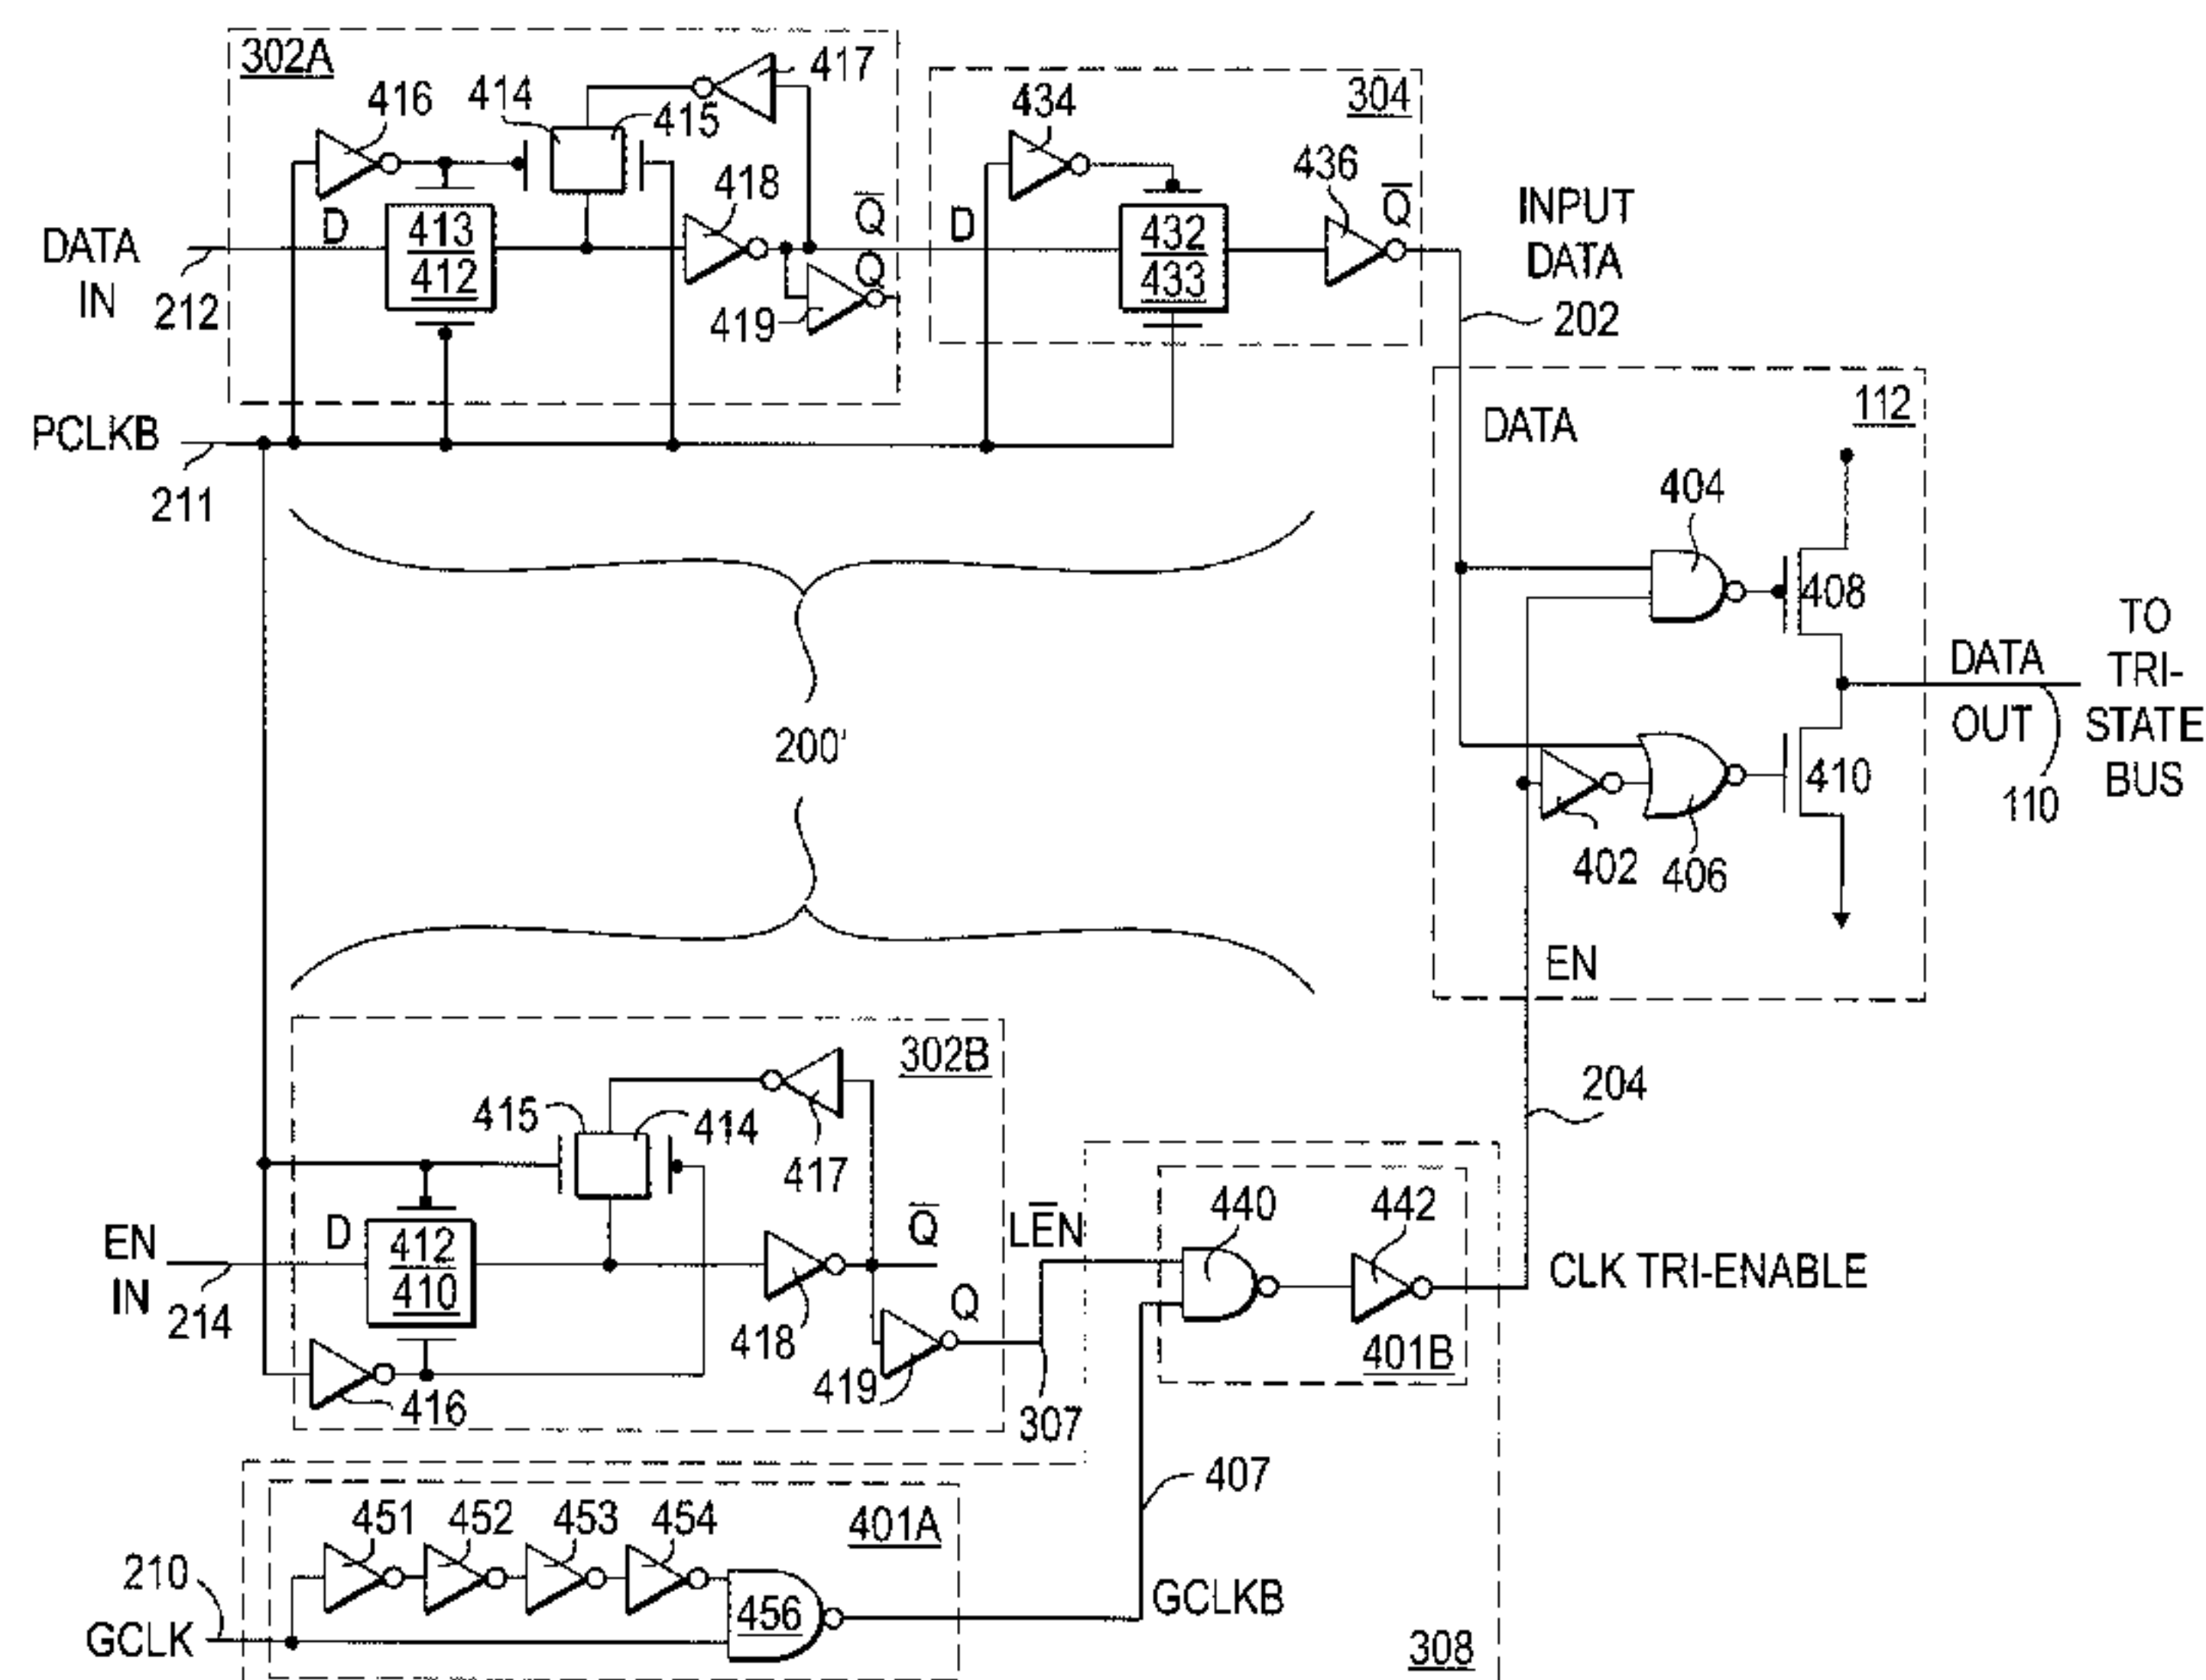 302A
416
414
415
417
418
D
413
412
DATA
IN
212
Q̅
Q
419
PCLKB
211
304
434
436
D
432
433
Q̅
INPUT
DATA
202
112
DATA
404
408
402
406
410
EN
DATA
OUT
110
TO
TRI-
STATE
BUS
200'
302B
415
414
417
D
412
410
EN
IN
214
418
Q̅
Q
419
416
LE̅N
307
440
442
401B
204
CLK TRI-ENABLE
407
401A
451
452
453
454
456
210
GCLK
GCLKB
308